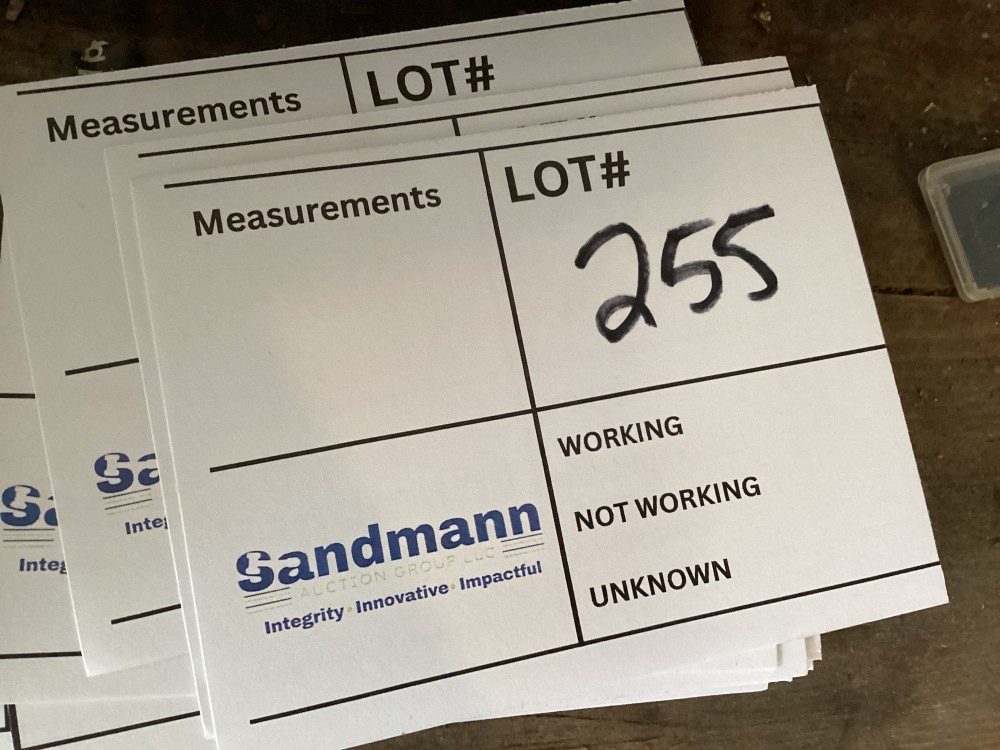 Measurements
LOT#
Measurements
LOT#
255
WORKING
NOT WORKING
UNKNOWN
Sandmann
AUCTION GROUP LLC
Integrity • Innovative • Impactful